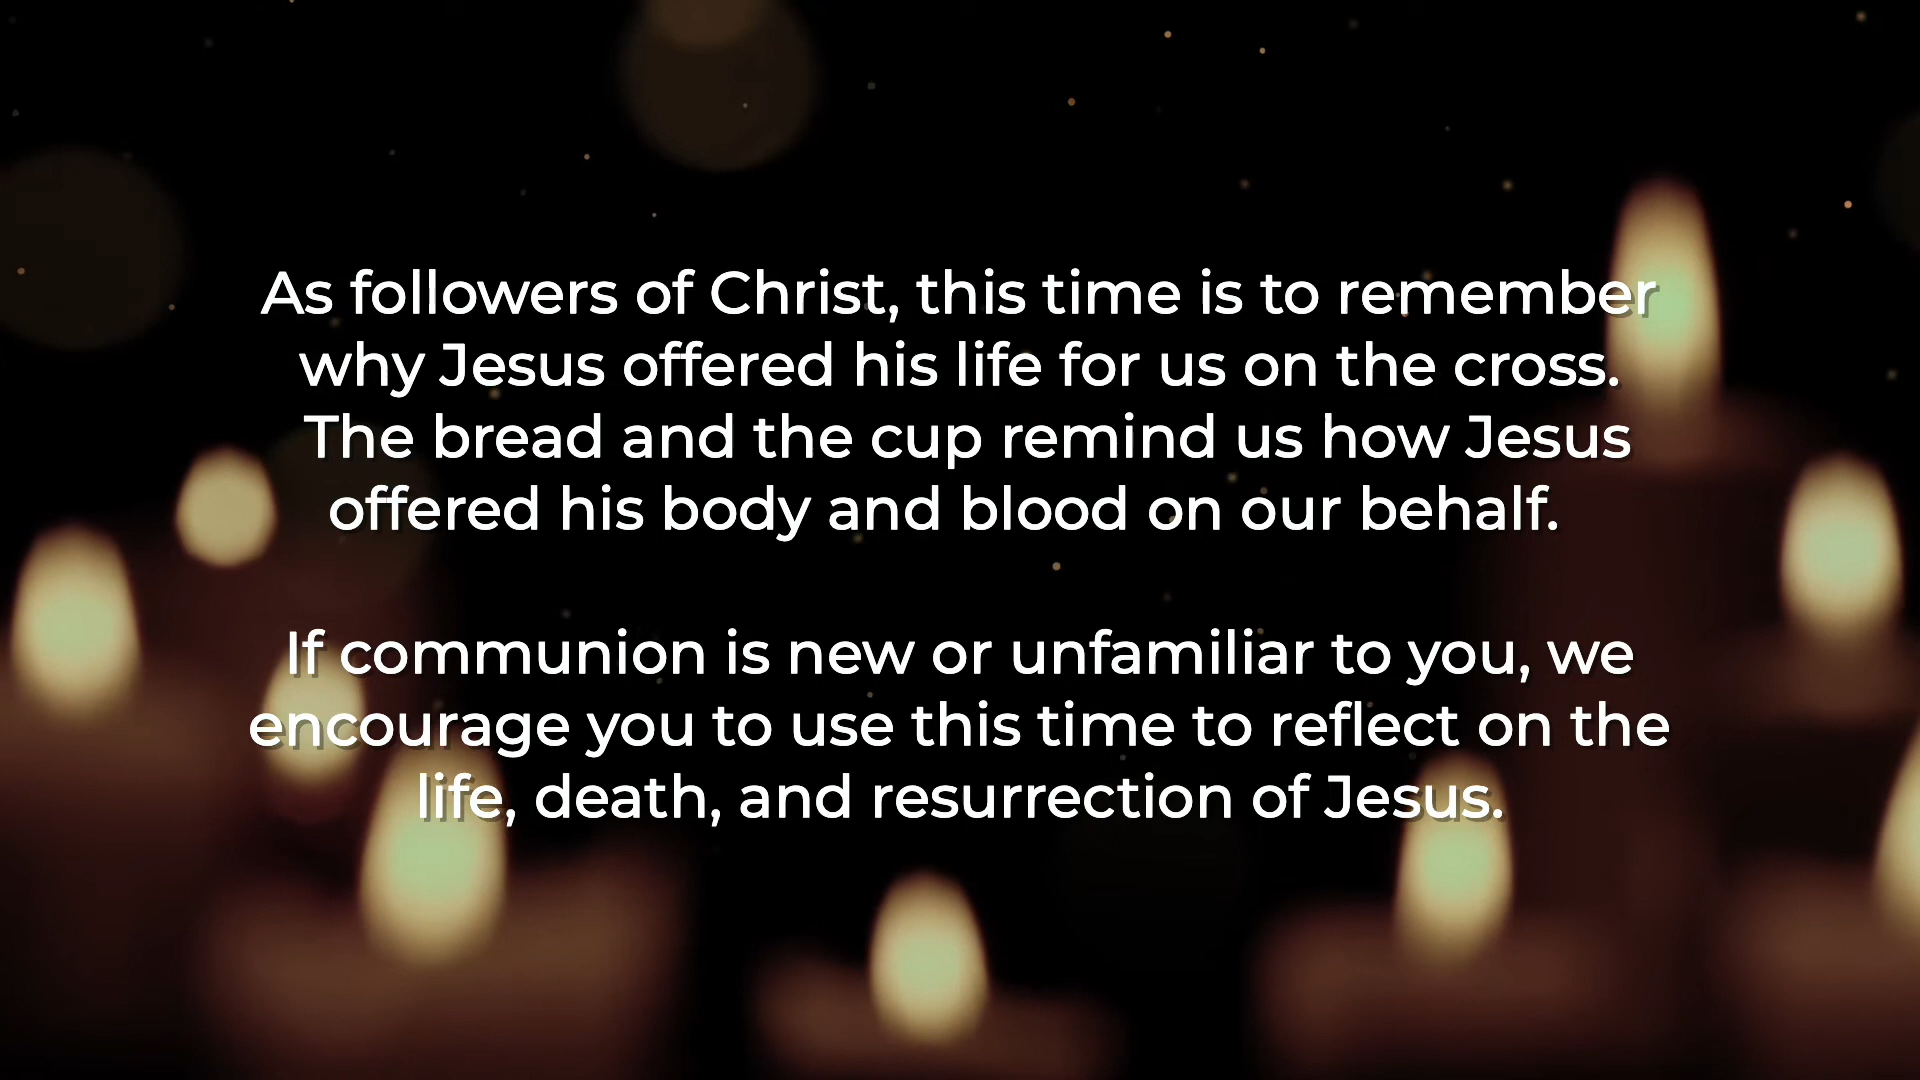 As followers of Christ, this time is to remember
why Jesus offered his life for us on the cross.
The bread and the cup remind us how Jesus
offered his body and blood on our behalf.
If communion is new or unfamiliar to you, we
encourage you to use this time to reflect on the
life, death, and resurrection of Jesus.